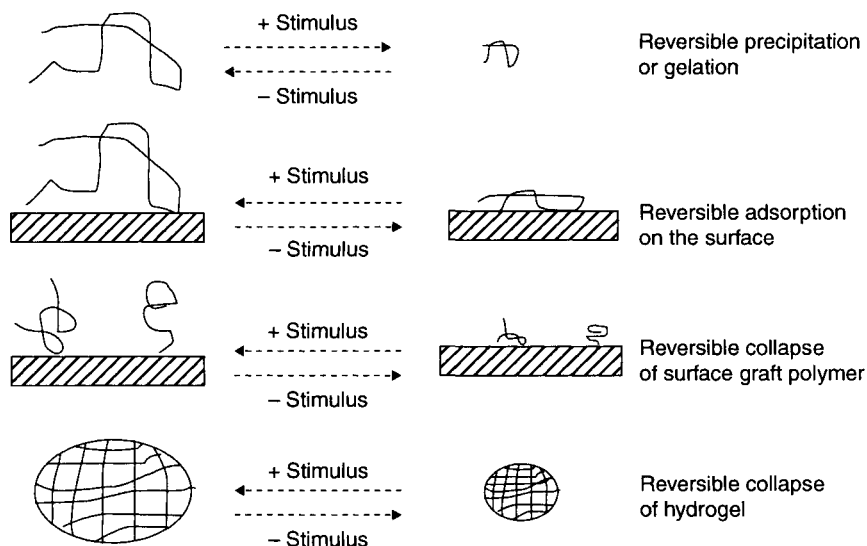 + Stimulus
– Stimulus
Reversible precipitation
or gelation
+ Stimulus
– Stimulus
Reversible adsorption
on the surface
+ Stimulus
– Stimulus
Reversible collapse
of surface graft polymer
+ Stimulus
– Stimulus
Reversible collapse
of hydrogel